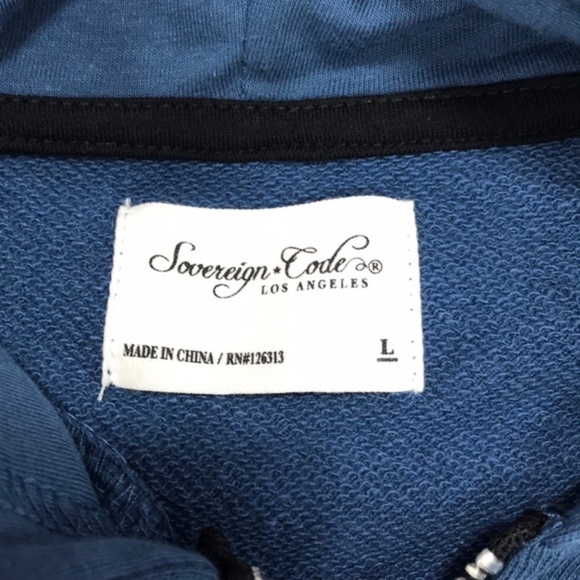 Sovereign★Code®
LOS ANGELES
MADE IN CHINA / RN#126313
L